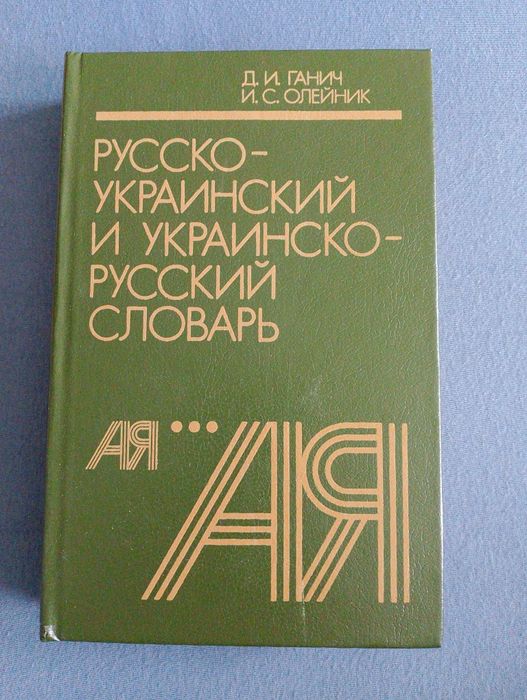 Д. И. ГАНИЧ
И. С. ОЛЕЙНИК
РУССКО-
УКРАИНСКИЙ
И УКРАИНСКО-
РУССКИЙ
СЛОВАРЬ
АЯ ••• АЯ